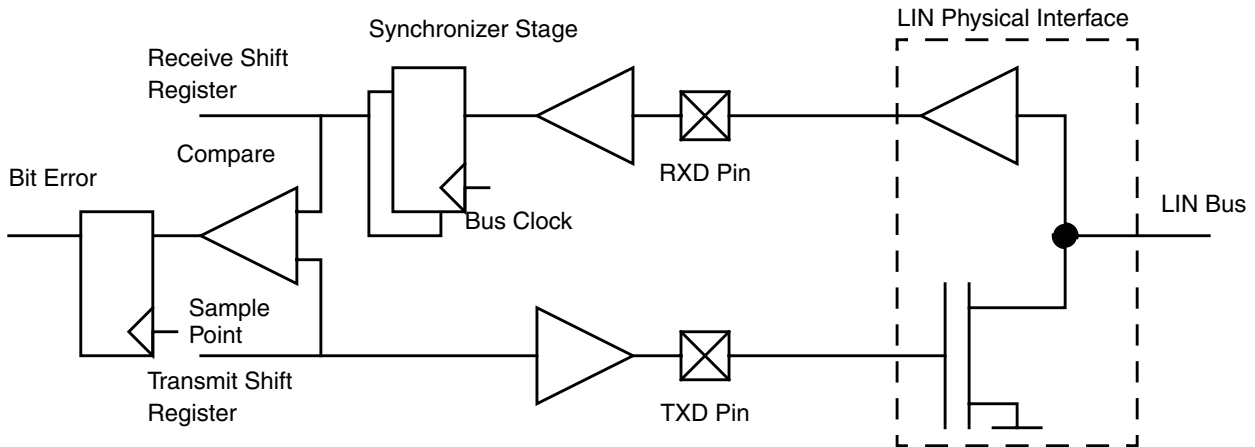 LIN Physical Interface
Synchronizer Stage
Receive Shift
Register
RXD Pin
Compare
Bit Error
Bus Clock
LIN Bus
Sample
Point
Transmit Shift
Register
TXD Pin